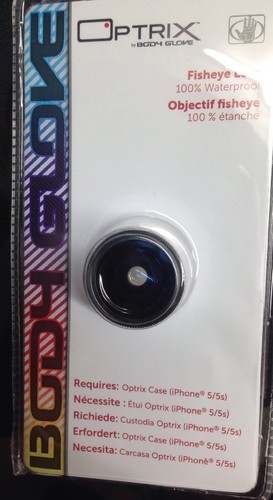 OPTRIX™
by BODY GLOVE
BODY GLOVE
Fisheye
100% Waterproof
Objectif fisheye
100 % étanche
Requires: Optrix Case (iPhone® 5/5s)
Nécessite : Étui Optrix (iPhone® 5/5s)
Richiede: Custodia Optrix (iPhone® 5/5s)
Erfordert: Optrix Case (iPhone® 5/5s)
Necesita: Carcasa Optrix (iPhone® 5/5s)